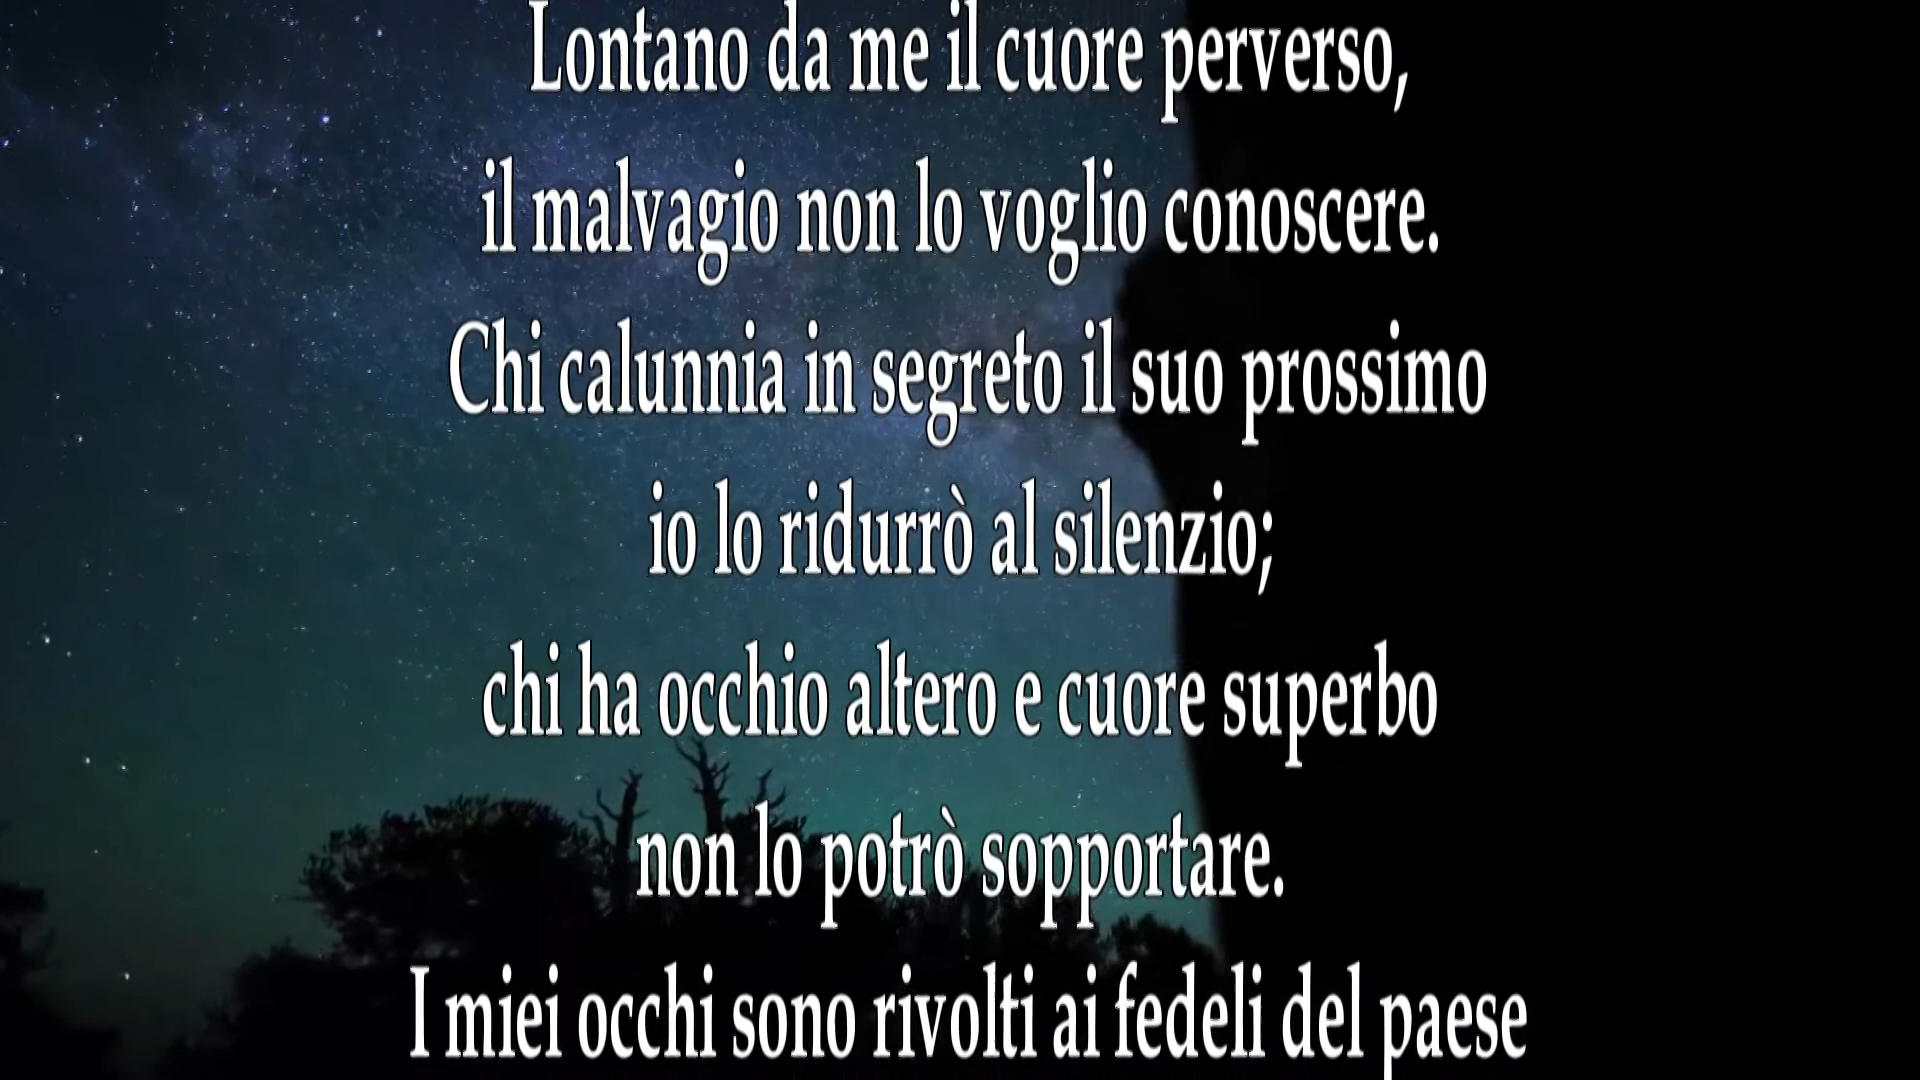 Lontano da me il cuore perverso,
il malvagio non lo voglio conoscere.
Chi calunnia in segreto il suo prossimo
io lo ridurrò al silenzio;
chi ha occhio altero e cuore superbo
non lo potrò sopportare.
I miei occhi sono rivolti ai fedeli del paese